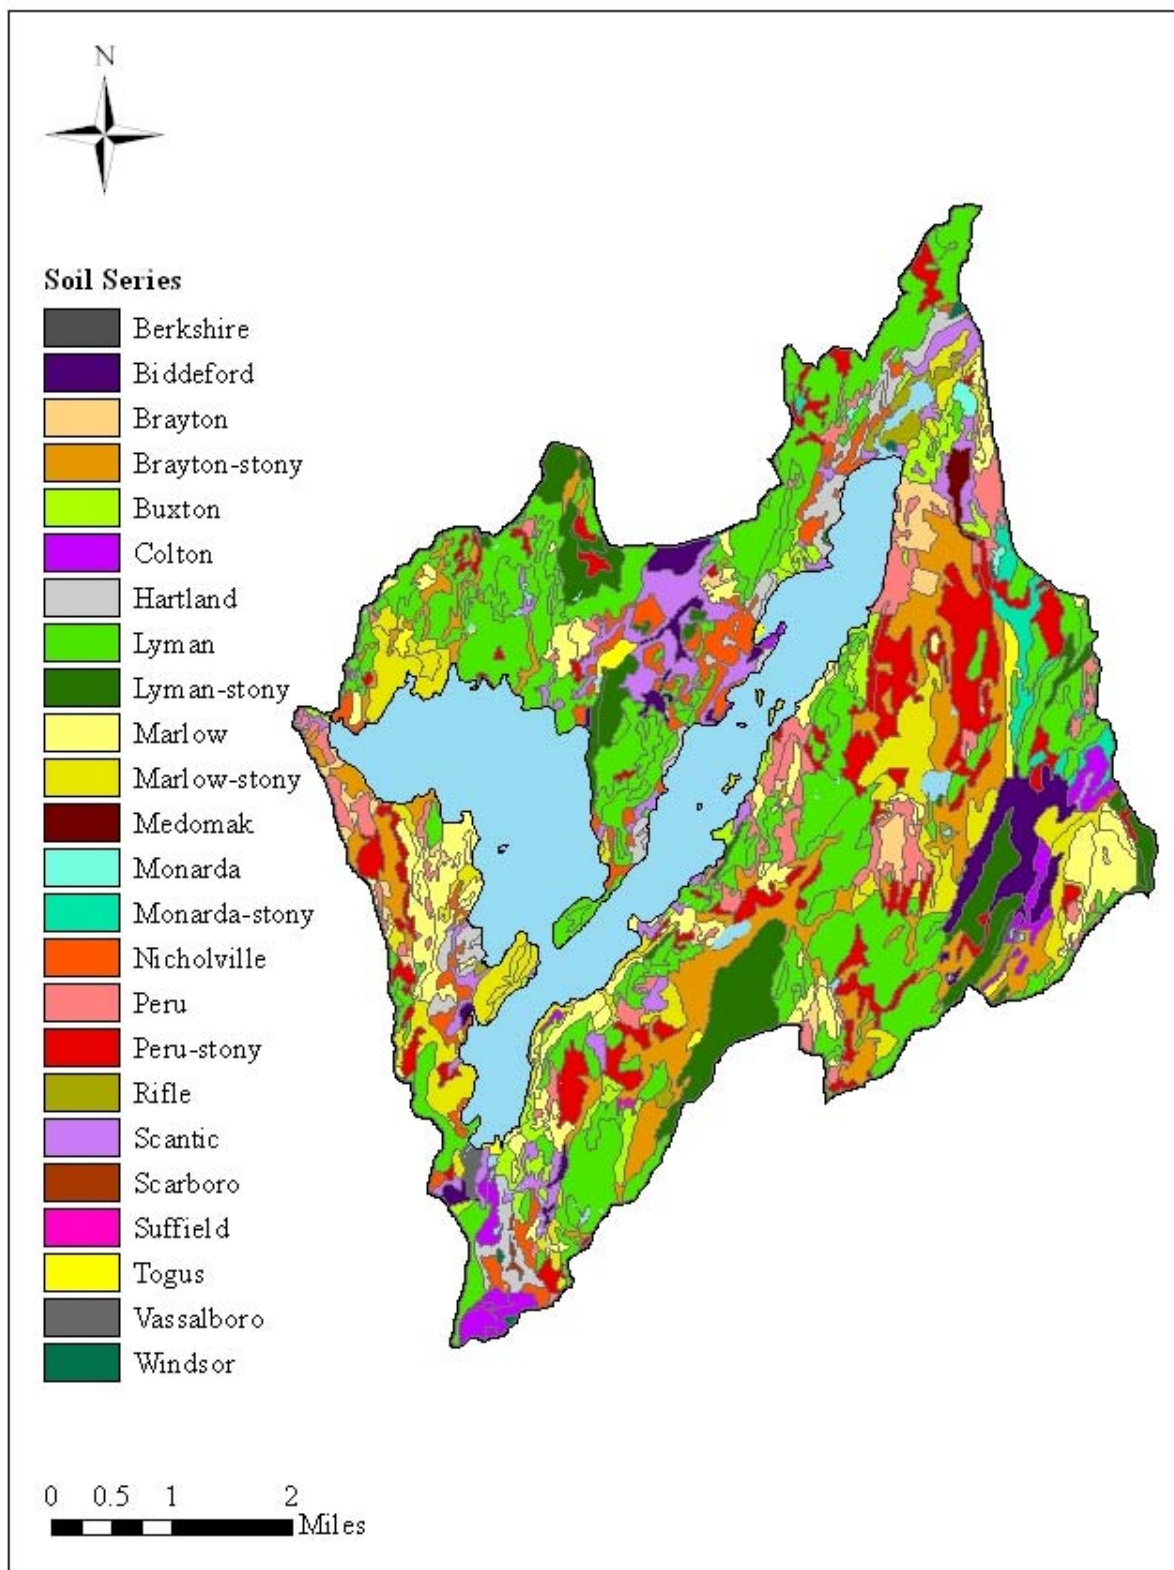 N
Soil Series
Berkshire
Biddeford
Brayton
Brayton-stony
Buxton
Colton
Hartland
Lyman
Lyman-stony
Marlow
Marlow-stony
Medomak
Monarda
Monarda-stony
Nicholville
Peru
Peru-stony
Rifle
Scantic
Scarboro
Suffield
Togus
Vassalboro
Windsor
0 0.5 1 2
Miles